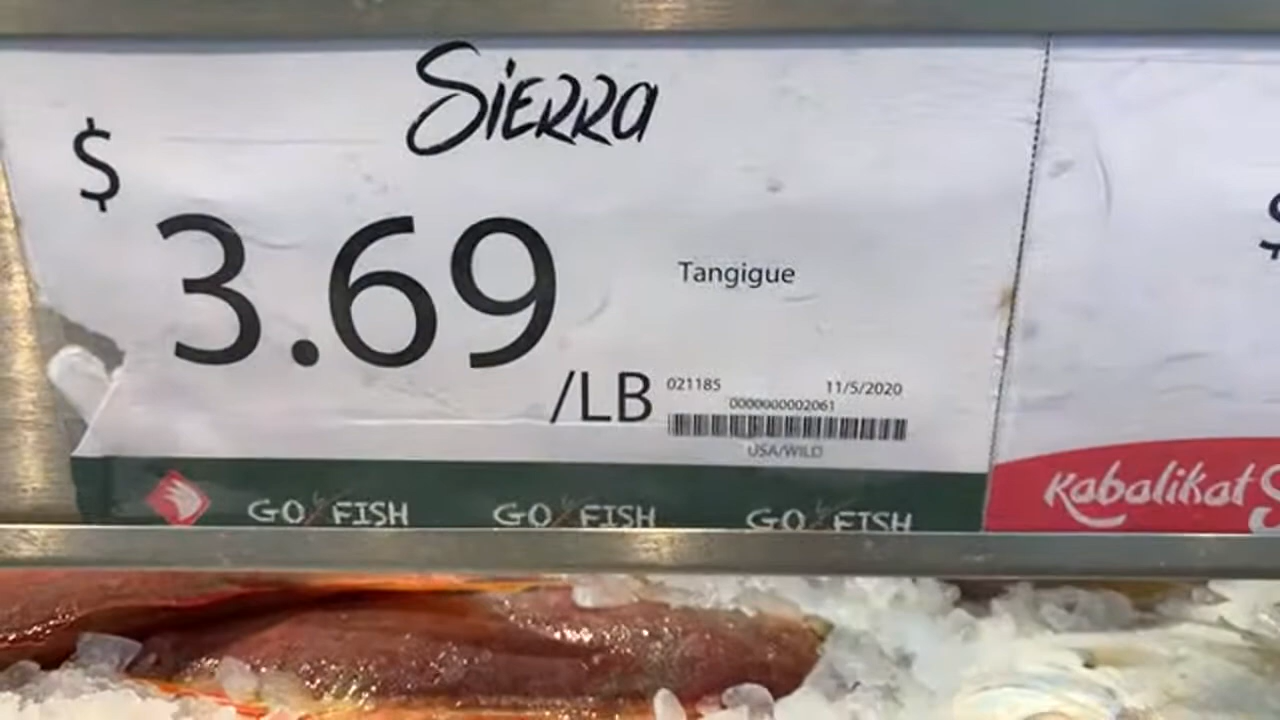 Sierra
$
3.69
/LB
Tangigue
021185 11/5/2020
0000000002061
USA/WILD
GO FISH GO FISH GO FISH
$
Kabalikat